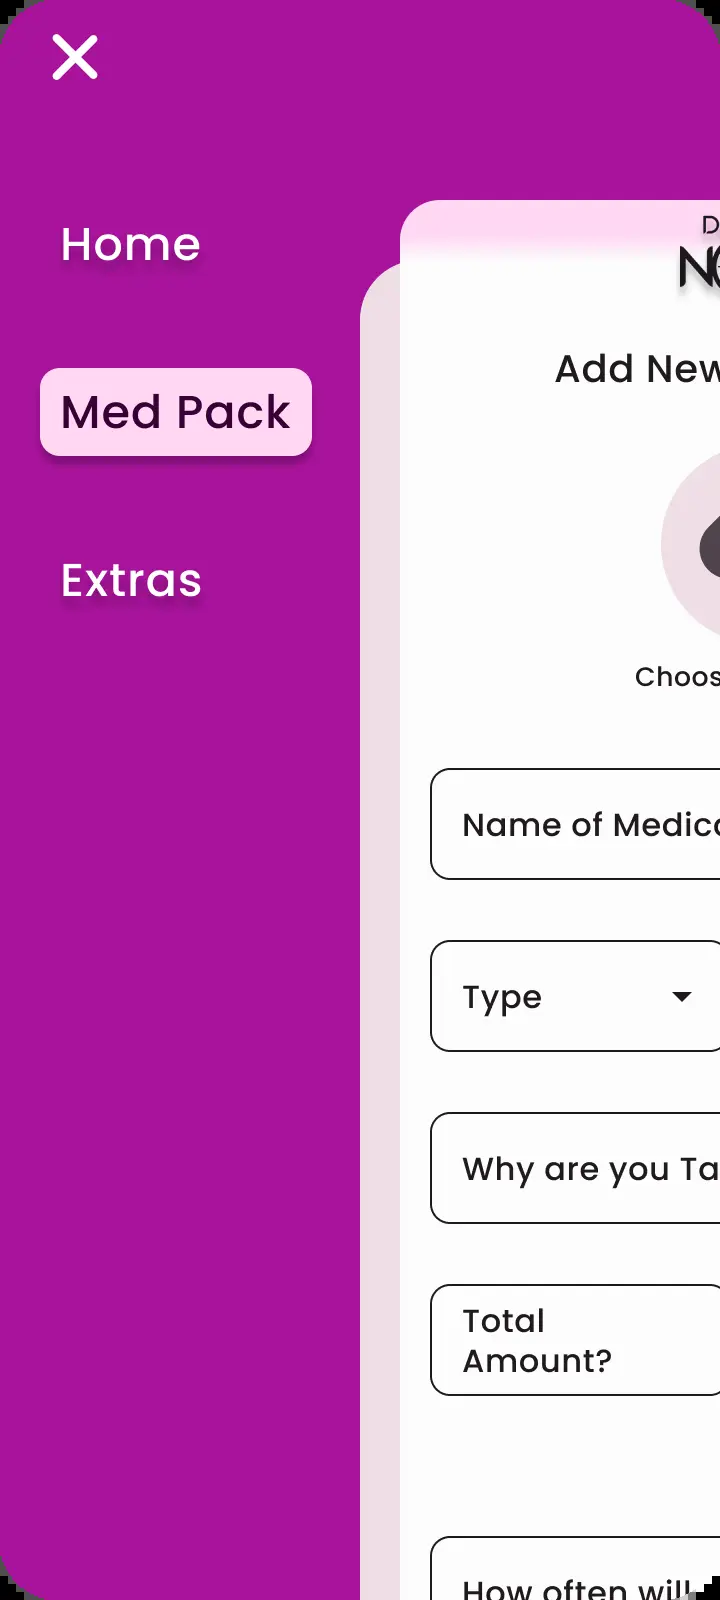 Home
Med Pack
Extras
D
N
Add New
Choos
Name of Medic
Type
Why are you Ta
Total
Amount?
How often will